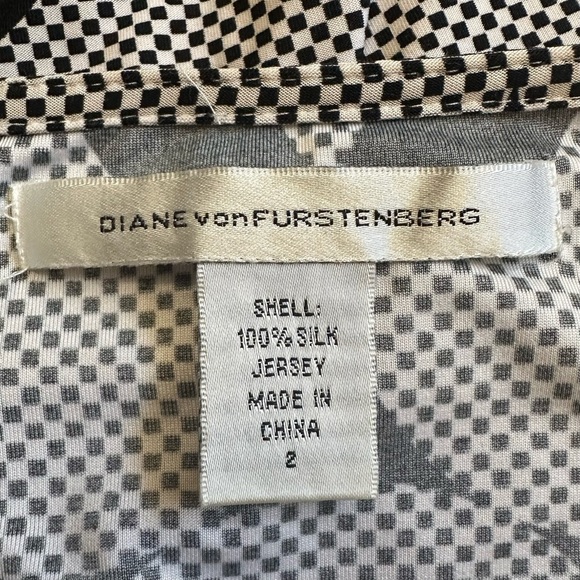 DIANE von FURSTENBERG
SHELL:
100% SILK
JERSEY
MADE IN
CHINA
2